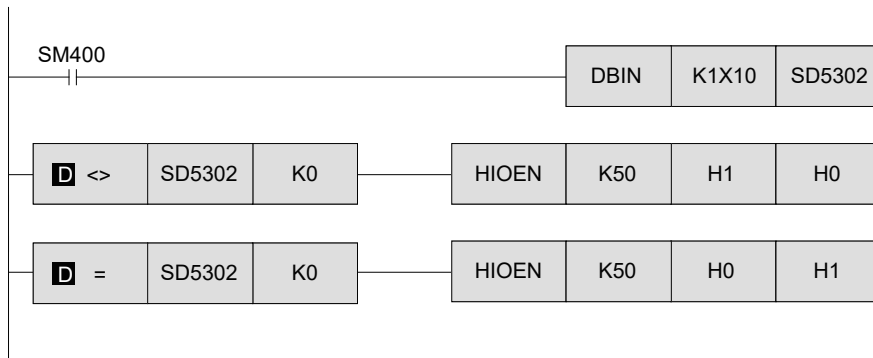 SM400
DBIN K1X10 SD5302
D <> SD5302 K0 HIOEN K50 H1 H0
D = SD5302 K0 HIOEN K50 H0 H1